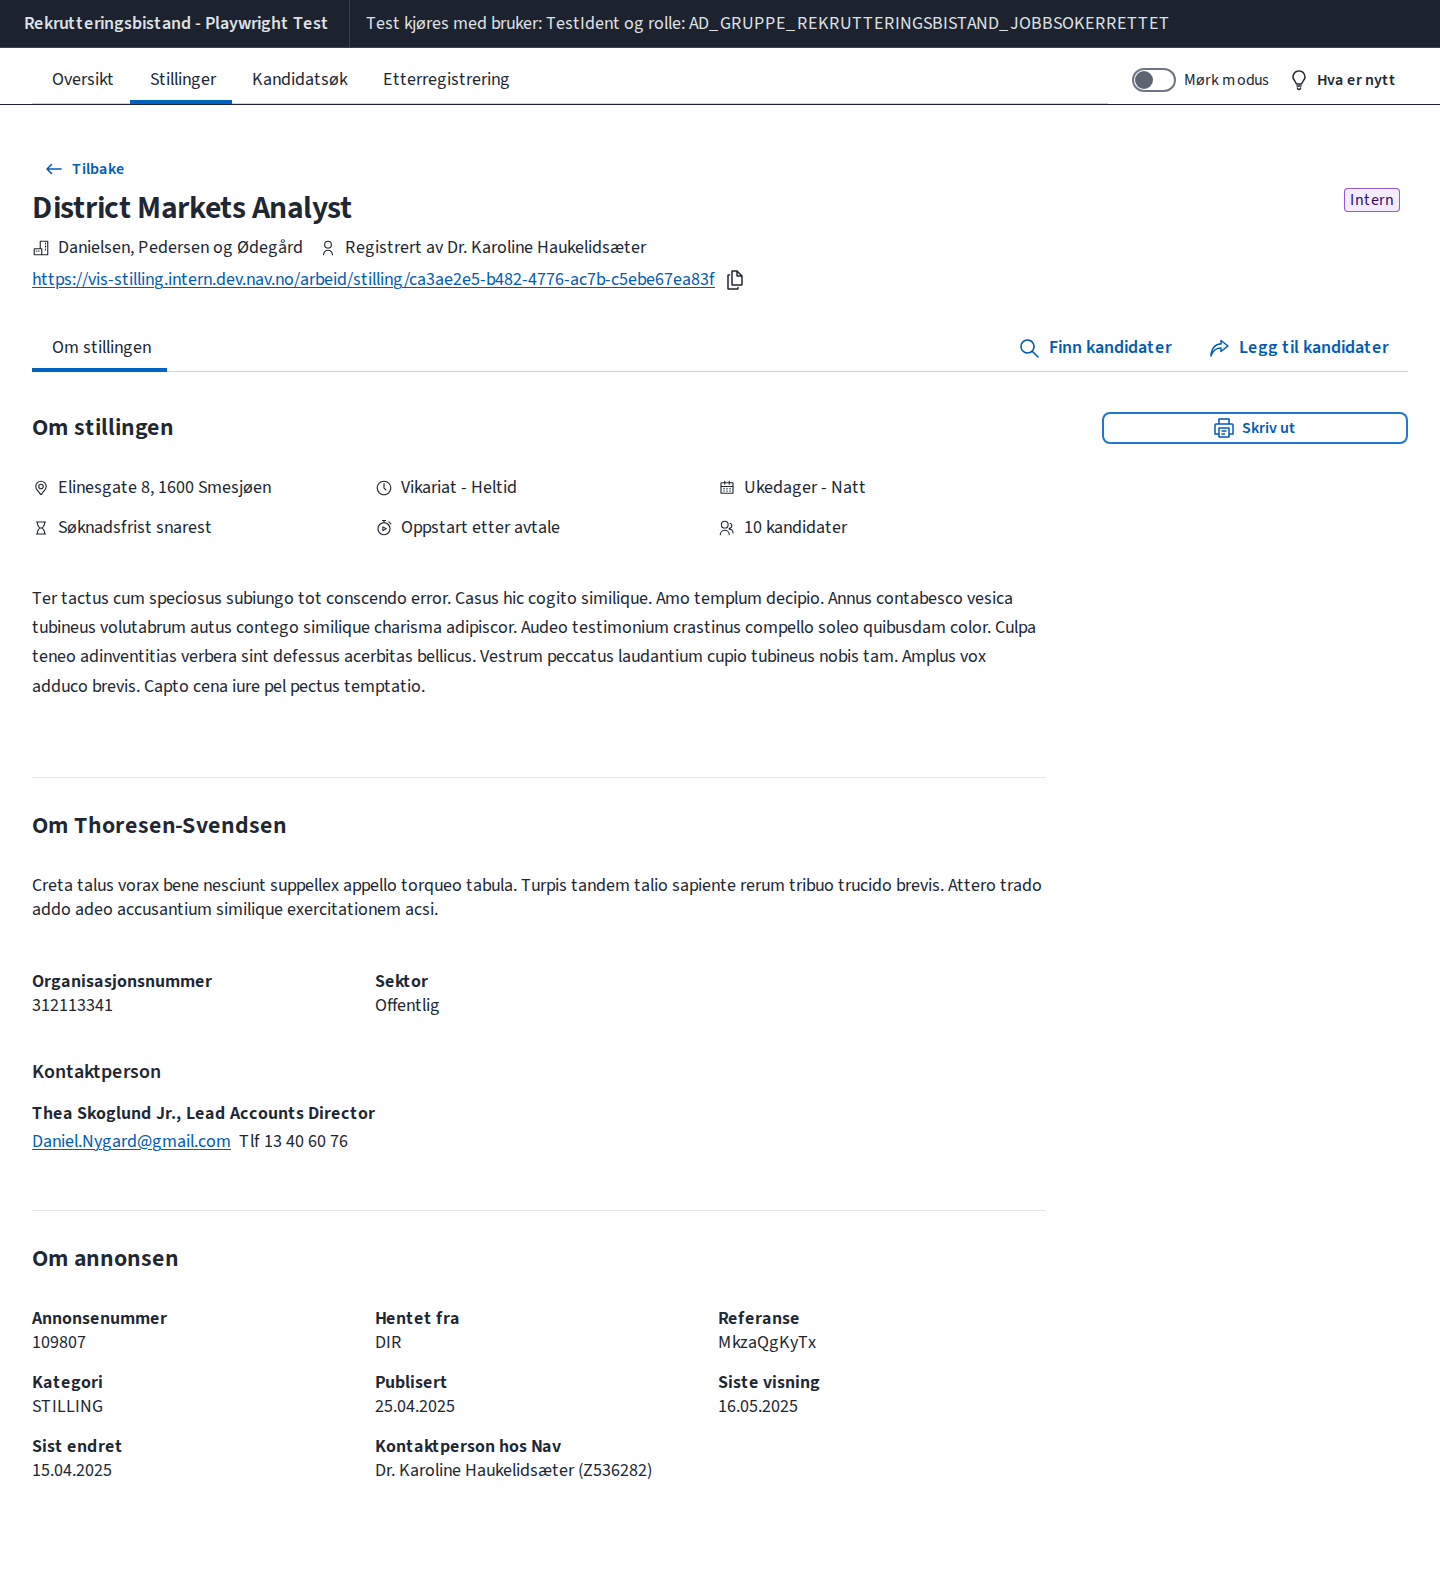 Rekrutteringsbistand - Playwright Test
Test kjøres med bruker: TestIdent og rolle: AD_GRUPPE_REKRUTTERINGSBISTAND_JOBBSOKERRETTET
Oversikt
Stillinger
Kandidatsøk
Etterregistrering
Mørk modus
Hva er nytt
Tilbake
District Markets Analyst
Intern
Danielsen, Pedersen og Ødegård
Registrert av Dr. Karoline Haukelidsæter
https://vis-stilling.intern.dev.nav.no/arbeid/stilling/ca3ae2e5-b482-4776-ac7b-c5ebe67ea83f
Om stillingen
Finn kandidater
Legg til kandidater
Om stillingen
Skriv ut
Elinesgate 8, 1600 Smesjøen
Vikariat - Heltid
Ukedager - Natt
Søknadsfrist snarest
Oppstart etter avtale
10 kandidater
Ter tactus cum speciosus subiungo tot conscendo error. Casus hic cogito similique. Amo templum decipio. Annus contabesco vesica
tubineus volutabrum autus contego similique charisma adipiscor. Audeo testimonium crastinus compello soleo quibusdam color. Culpa
teneo adinventitias verbera sint defessus acerbitas bellicus. Vestrum peccatus laudantium cupio tubineus nobis tam. Amplus vox
adduco brevis. Capto cena iure pel pectus temptatio.
Om Thoresen-Svendsen
Creta talus vorax bene nesciunt suppellex appello torqueo tabula. Turpis tandem talio sapiente rerum tribuo trucido brevis. Attero trado
addo adeo accusantium similique exercitationem acsi.
Organisasjonsnummer
312113341
Sektor
Offentlig
Kontaktperson
Thea Skoglund Jr., Lead Accounts Director
Daniel.Nygard@gmail.com Tlf 13 40 60 76
Om annonsen
Annonsenummer
109807
Hentet fra
DIR
Referanse
MkzaQgKyTx
Kategori
STILLING
Publisert
25.04.2025
Siste visning
16.05.2025
Sist endret
15.04.2025
Kontaktperson hos Nav
Dr. Karoline Haukelidsæter (Z536282)